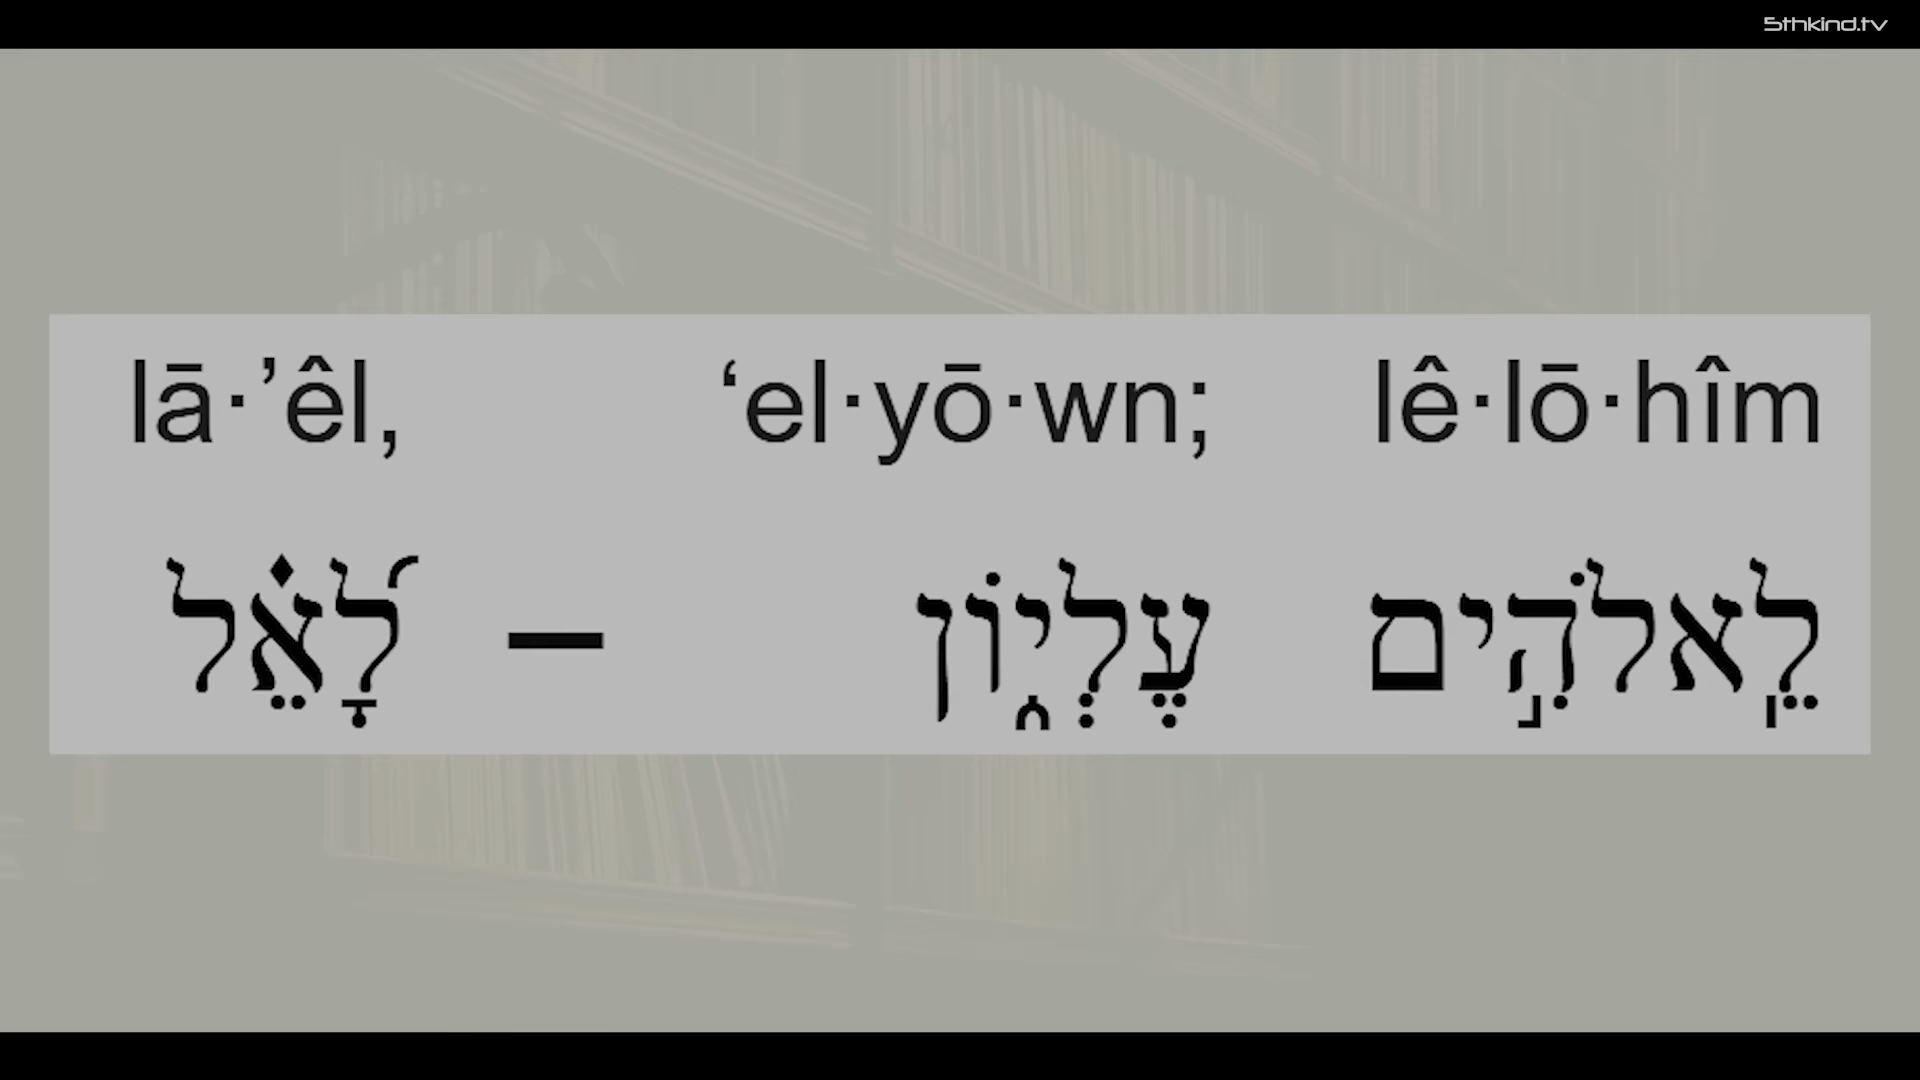 5thkind.tv
lā·’êl, ‘el·yō·wn; lê·lō·hîm
לֵֽאלֹהִ֥ים עֶלְי֑וֹן – לָ֝אֵ֗ל